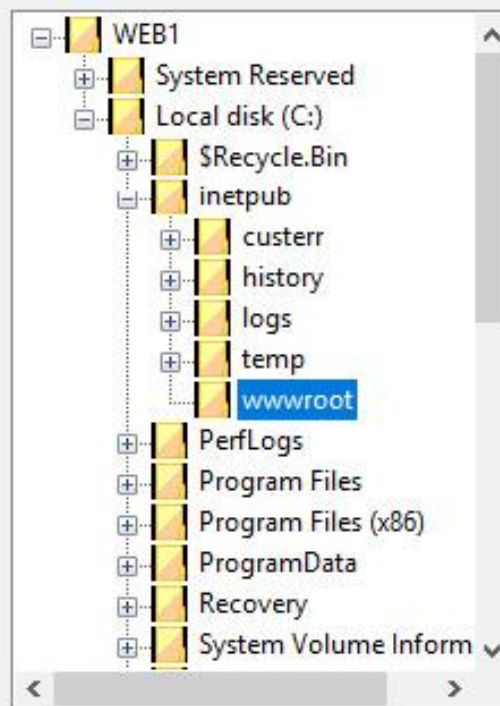 WEB1
System Reserved
Local disk (C:)
$Recycle.Bin
inetpub
custerr
history
logs
temp
wwwroot
PerfLogs
Program Files
Program Files (x86)
ProgramData
Recovery
System Volume Inform